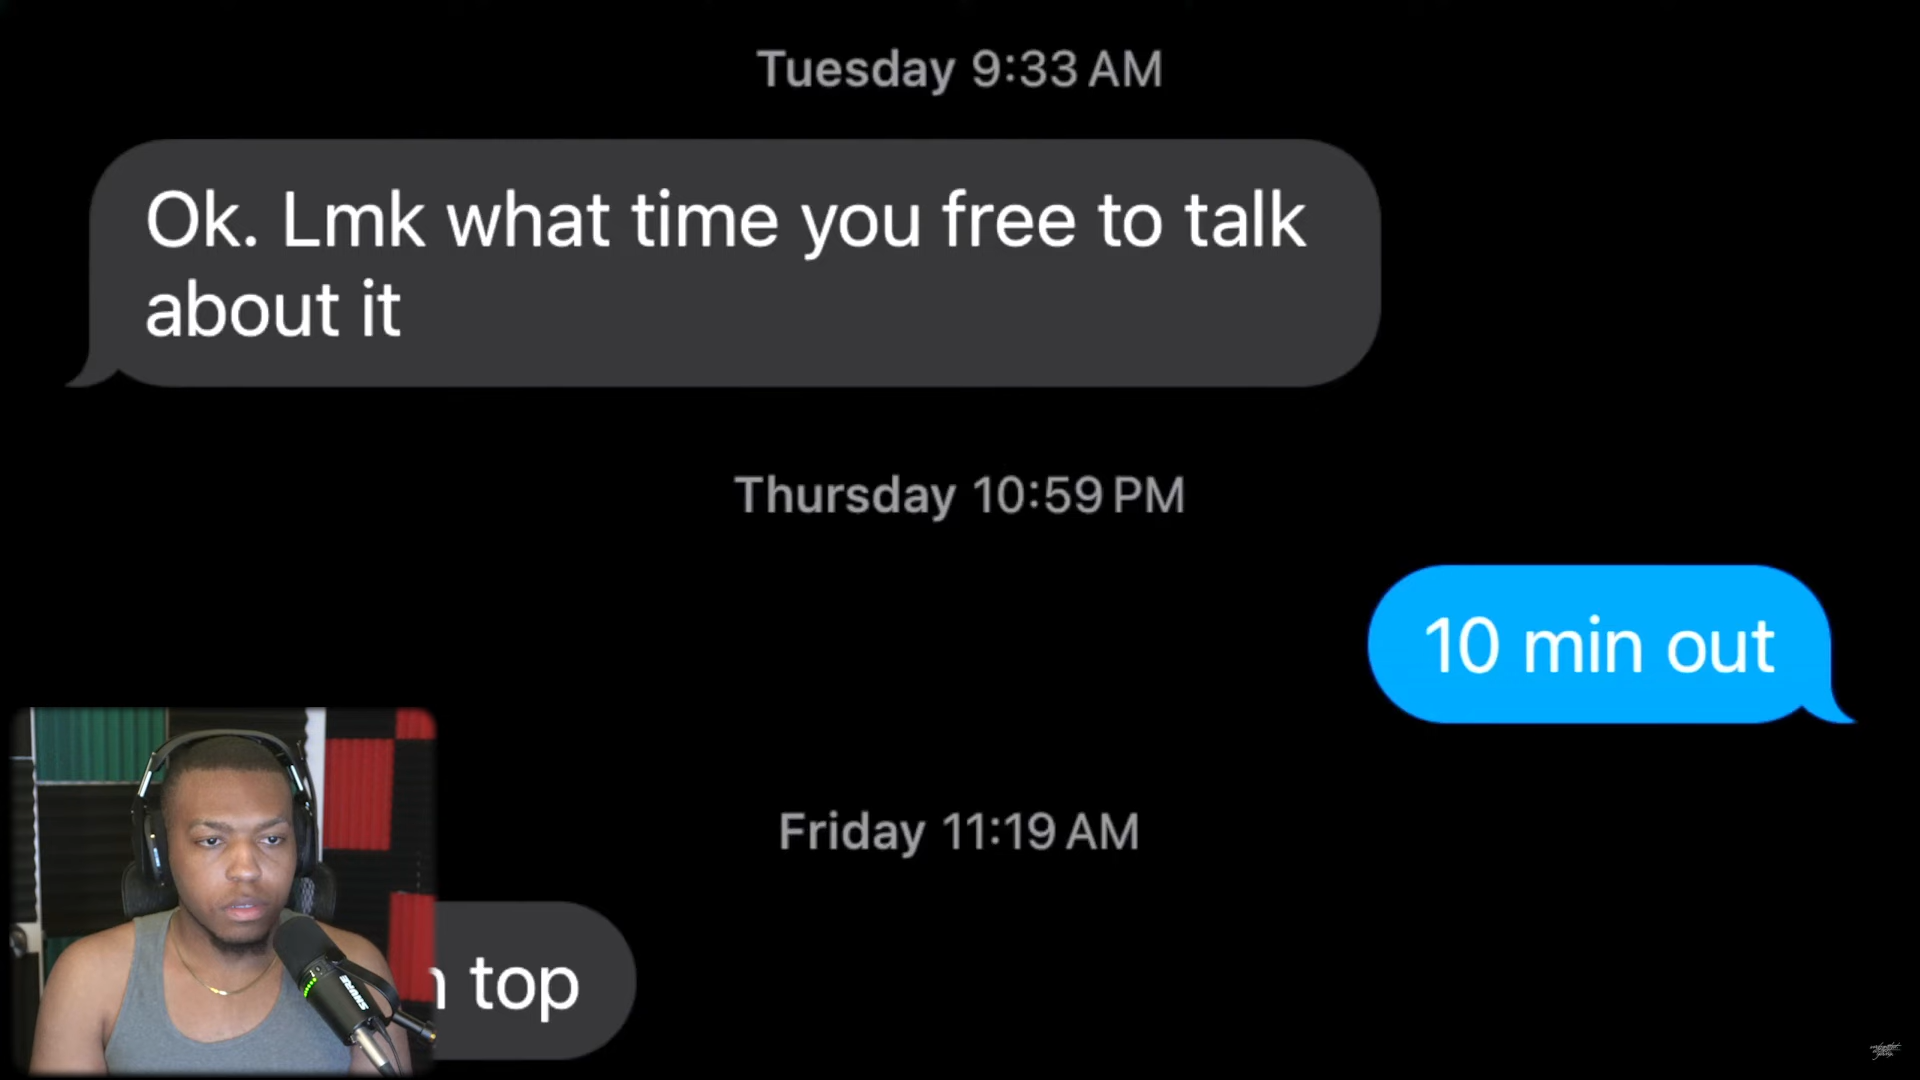 Tuesday 9:33 AM
Ok. Lmk what time you free to talk
about it
Thursday 10:59 PM
10 min out
Friday 11:19 AM
top
SHURE